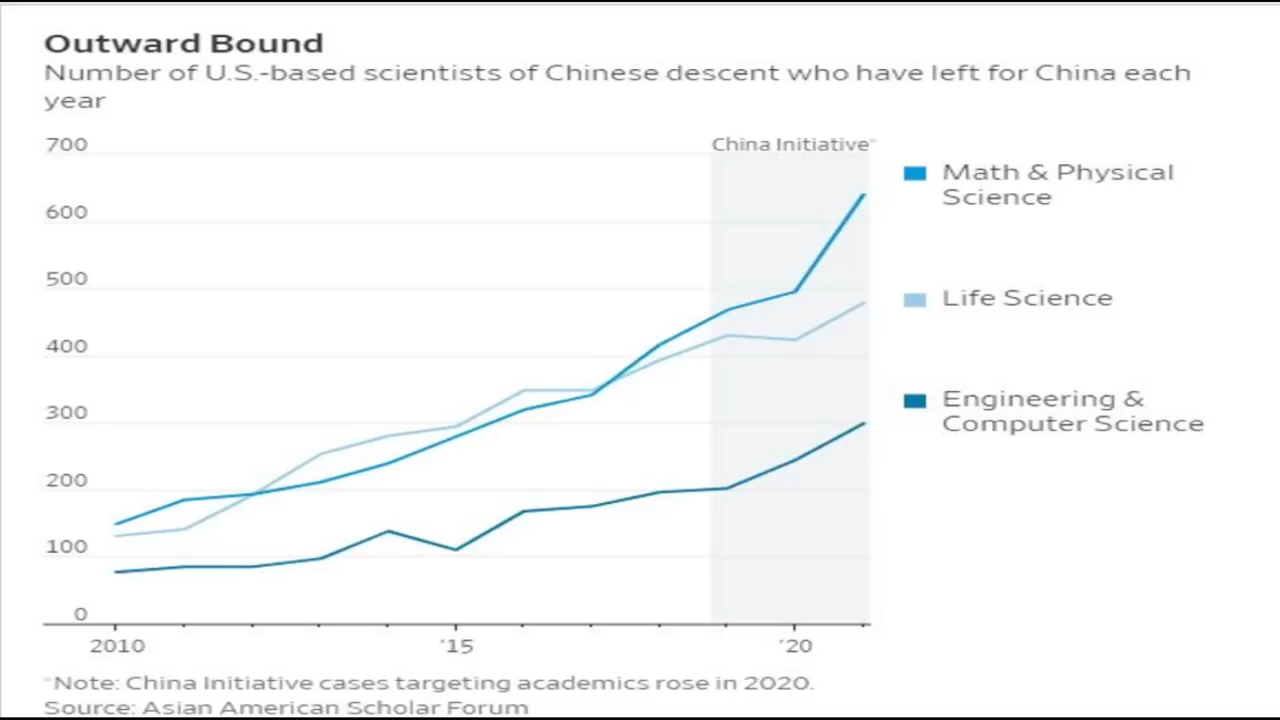 Outward Bound
Number of U.S.-based scientists of Chinese descent who have left for China each
year
700
China Initiative*
Math & Physical
Science
600
500
Life Science
400
300
Engineering &
Computer Science
200
100
0
2010
'15
'20
*Note: China Initiative cases targeting academics rose in 2020.
Source: Asian American Scholar Forum